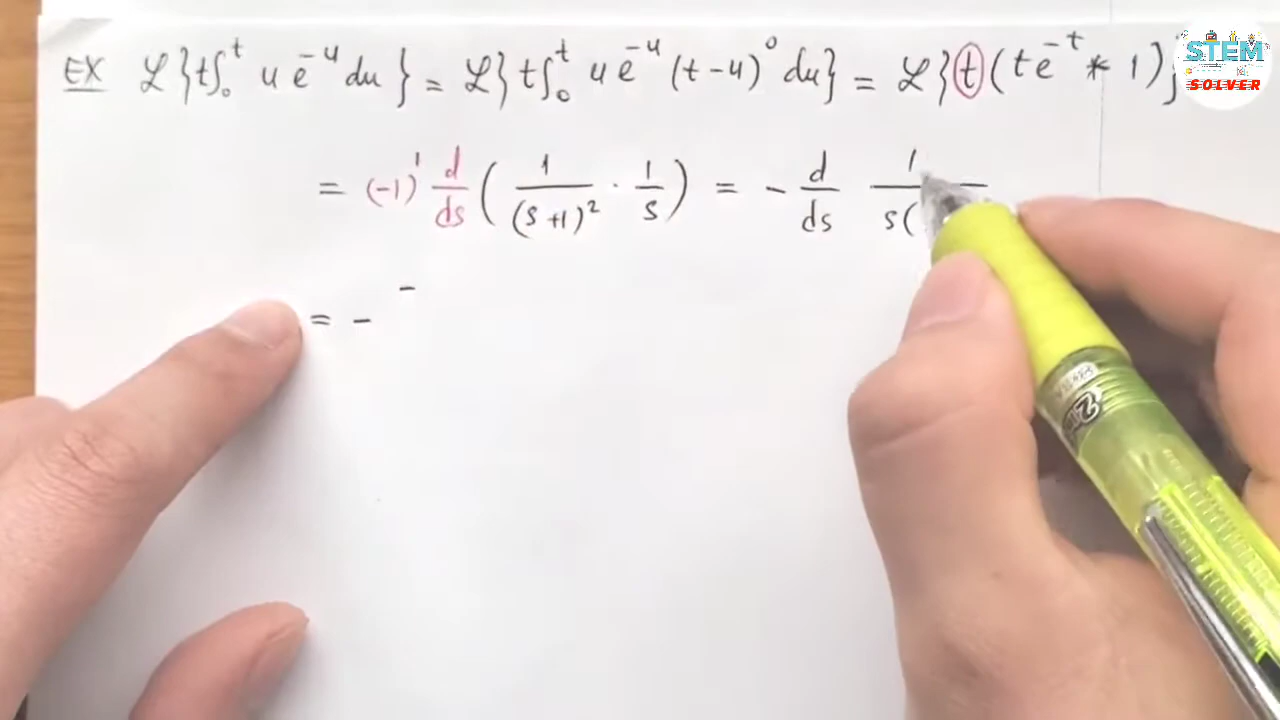 EX ℒ{t∫₀ᵗ u e⁻ᵘ du} = ℒ{t∫₀ᵗ u e⁻ᵘ (t-u)⁰ du} = ℒ{t(te⁻ᵗ * 1)}
STEM
SOLVER
= (-1)¹ d/ds (1/(s+1)² · 1/s) = - d/ds 1/s(
= - -